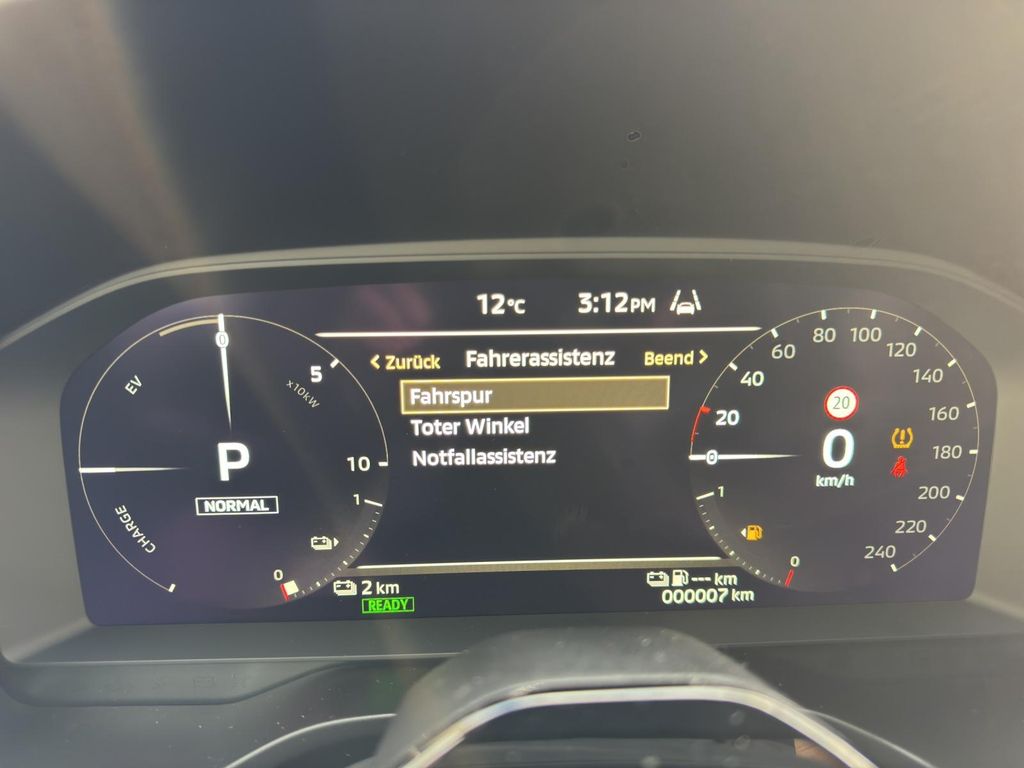 12°C 3:12PM
Zurück Fahrerassistenz Beend
Fahrspur
Toter Winkel
Notfallassistenz
0
5
x10kW
EV
P
10
NORMAL
1
CHARGE
0
0
20
40
60
80
100
120
140
160
180
200
220
240
20
0
km/h
1
0
2 km
READY
--- km
000007 km